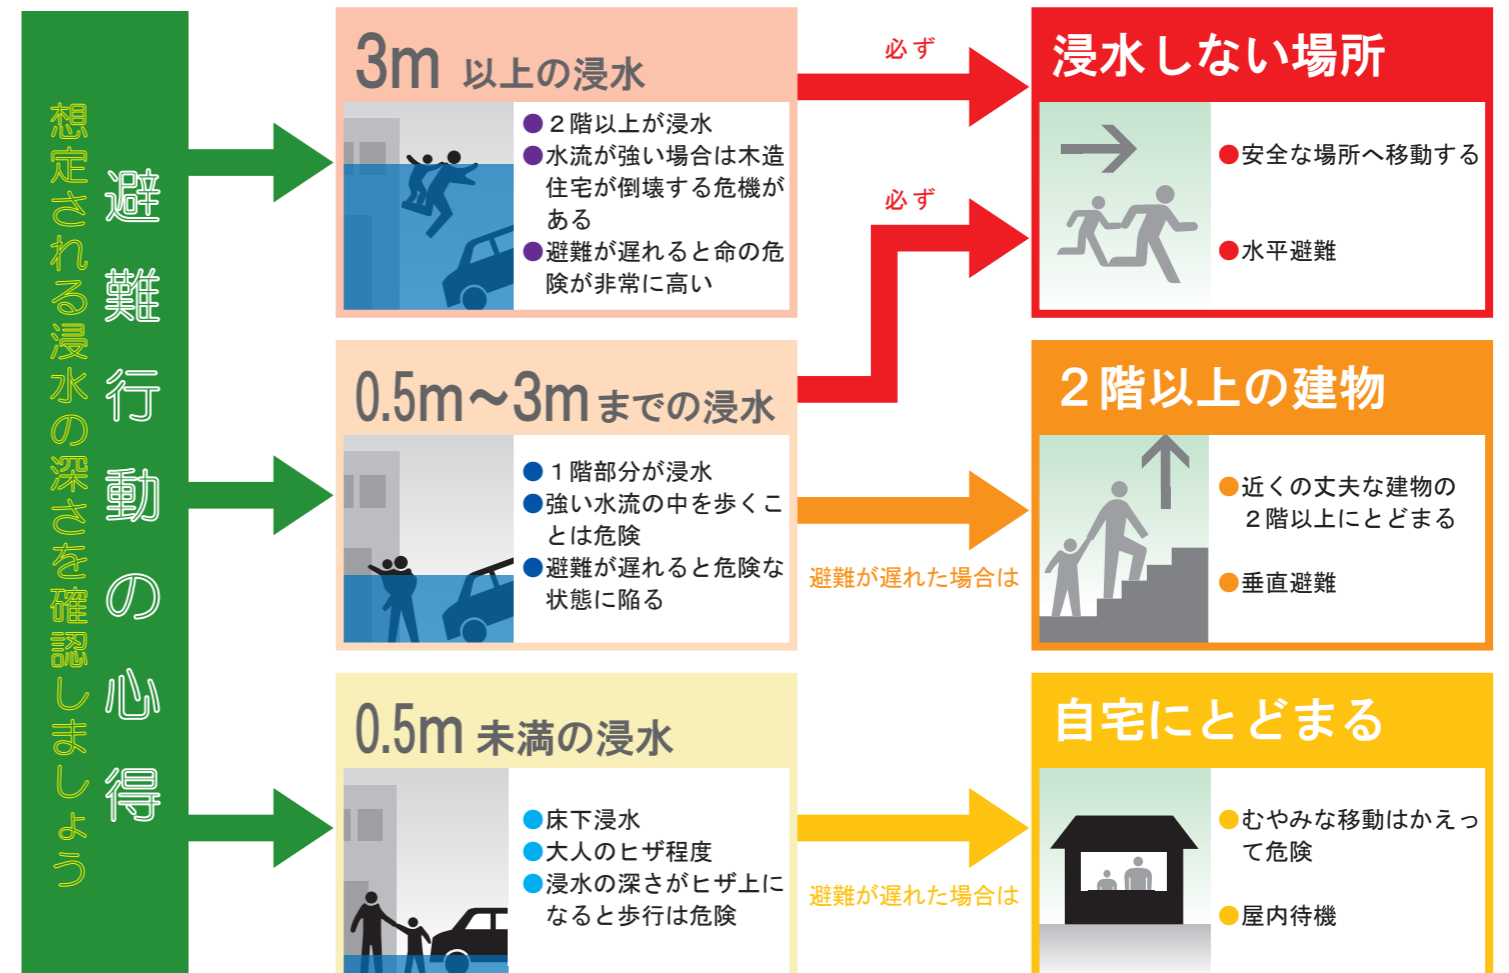 避難行動の心得
想定される浸水の深さを確認しましょう
3m 以上の浸水
●２階以上が浸水
●水流が強い場合は木造
住宅が倒壊する危機が
ある
●避難が遅れると命の危
険が非常に高い
必ず
浸水しない場所
●安全な場所へ移動する
●水平避難
0.5m～3mまでの浸水
●１階部分が浸水
●強い水流の中を歩くこ
とは危険
●避難が遅れると危険な
状態に陥る
必ず
避難が遅れた場合は
２階以上の建物
●近くの丈夫な建物の
２階以上にとどまる
●垂直避難
0.5m 未満の浸水
●床下浸水
●大人のヒザ程度
●浸水の深さがヒザ上に
なると歩行は危険
避難が遅れた場合は
自宅にとどまる
●むやみな移動はかえっ
て危険
●屋内待機